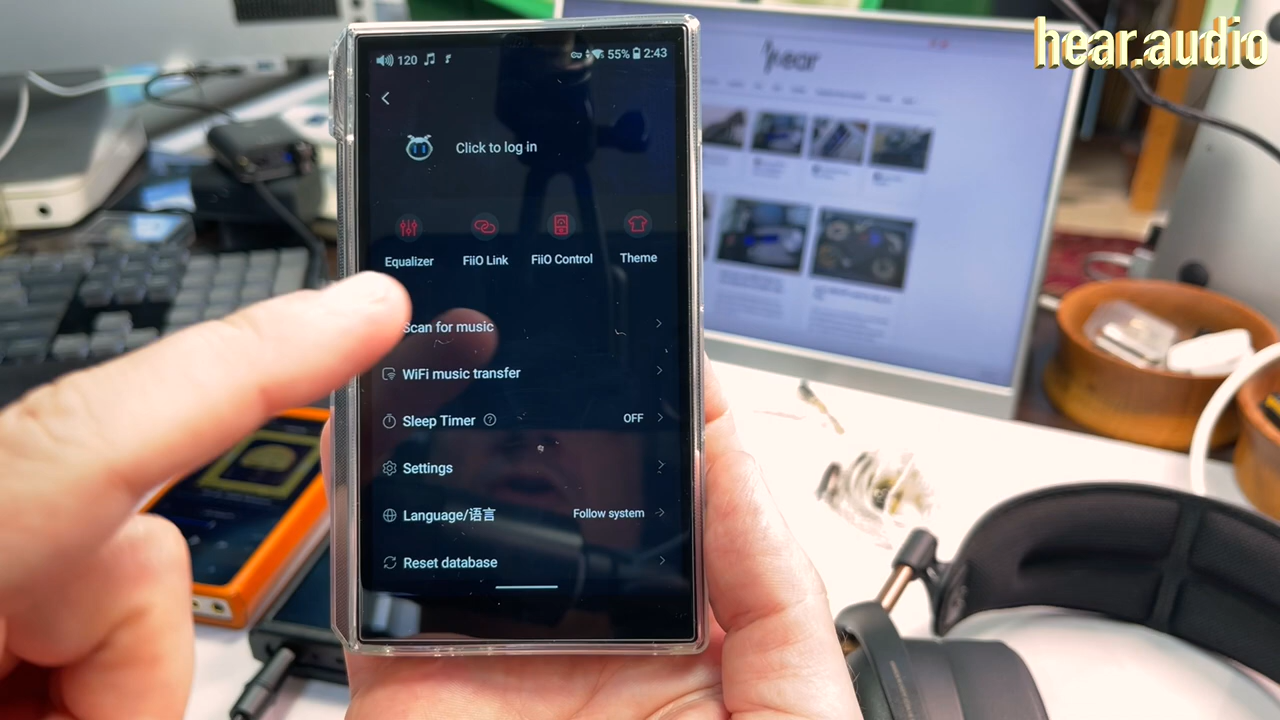 hear.audio
120
55% 2:43
Click to log in
Equalizer FiiO Link FiiO Control Theme
Scan for music
WiFi music transfer
Sleep Timer OFF
Settings
Language/语言 Follow system
Reset database